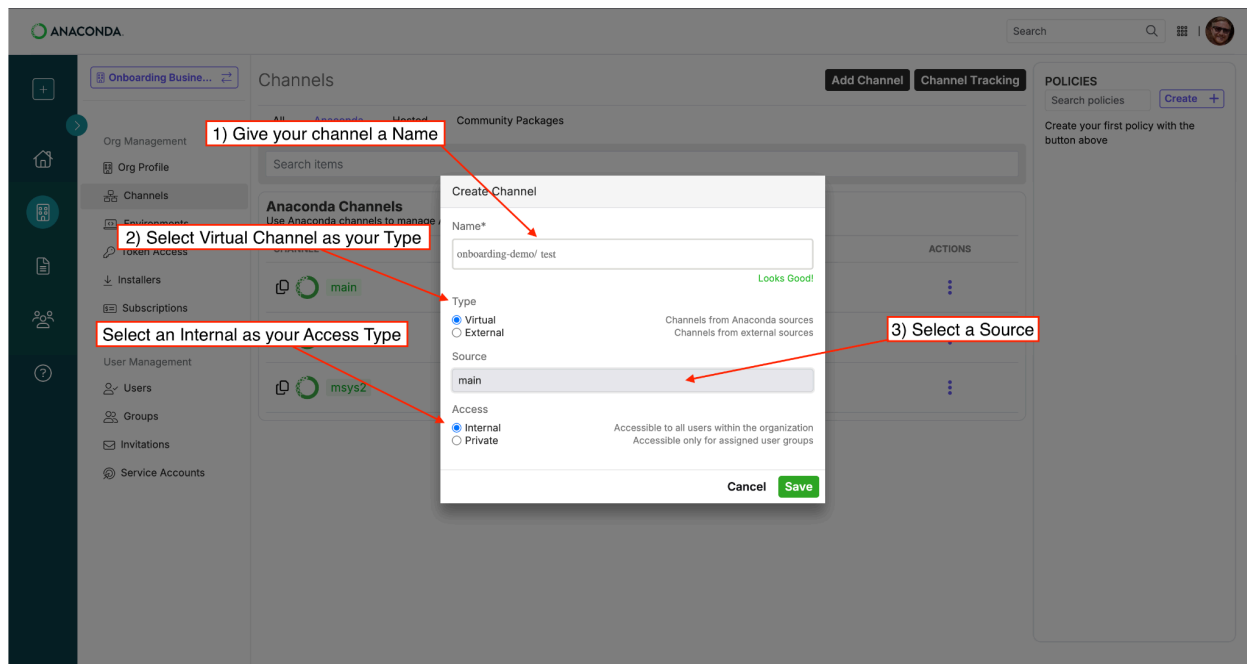 ANACONDA.
Search
Onboarding Busine...
Channels
Add Channel
Channel Tracking
POLICIES
Search policies
Create +
Create your first policy with the
button above
All
Anaconda
Hosted
Community Packages
1) Give your channel a Name
Org Management
Org Profile
Channels
Environments
Token Access
Installers
Subscriptions
User Management
Users
Groups
Invitations
Service Accounts
Search items
Anaconda Channels
Use Anaconda channels to manage
2) Select Virtual Channel as your Type
CHANNEL
ACTIONS
main
msys2
Select an Internal as your Access Type
3) Select a Source
Create Channel
Name*
onboarding-demo/ test
Looks Good!
Type
Virtual
Channels from Anaconda sources
External
Channels from external sources
Source
main
Access
Internal
Accessible to all users within the organization
Private
Accessible only for assigned user groups
Cancel
Save